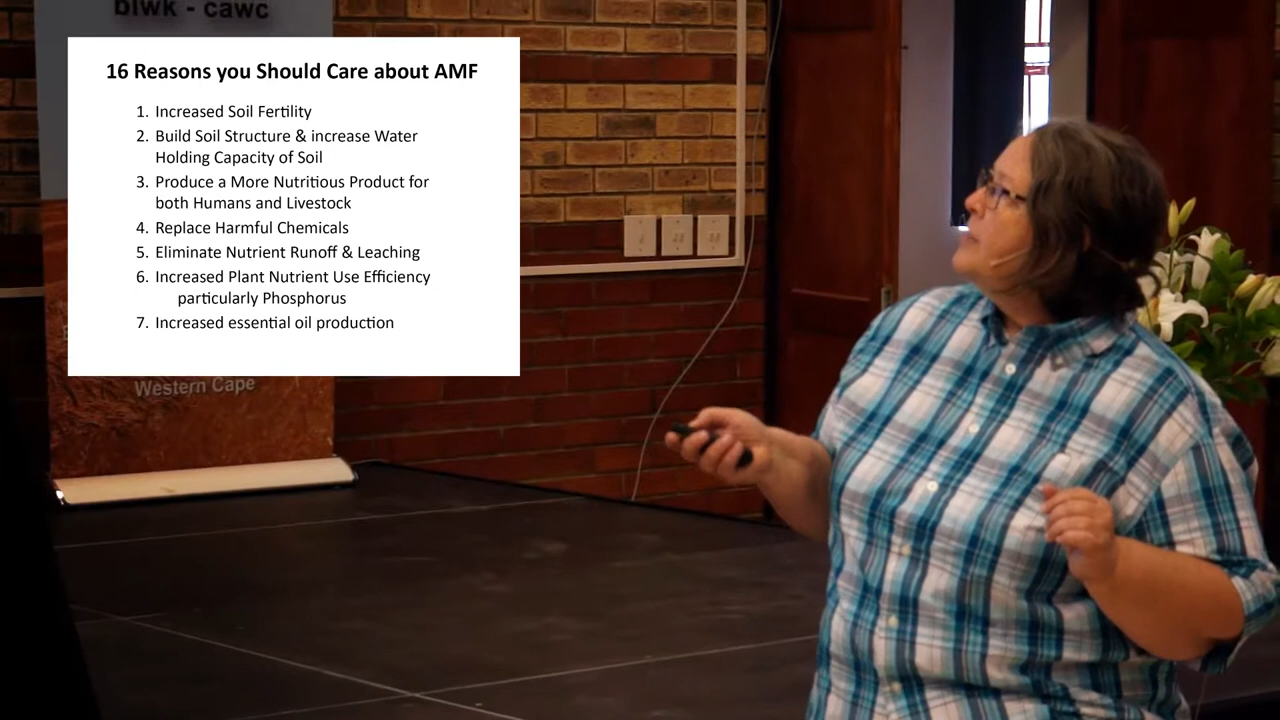 blwk - cawc
16 Reasons you Should Care about AMF
1. Increased Soil Fertility
2. Build Soil Structure & increase Water
Holding Capacity of Soil
3. Produce a More Nutritious Product for
both Humans and Livestock
4. Replace Harmful Chemicals
5. Eliminate Nutrient Runoff & Leaching
6. Increased Plant Nutrient Use Efficiency
particularly Phosphorus
7. Increased essential oil production
Western Cape